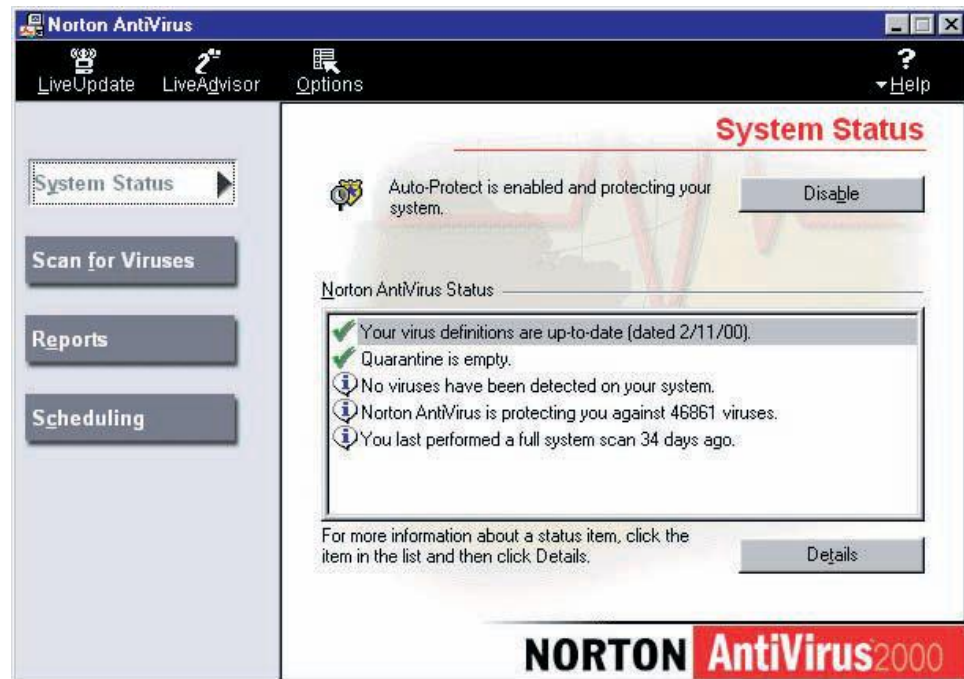 Norton AntiVirus
LiveUpdate
LiveAdvisor
Options
Help
System Status
Scan for Viruses
Reports
Scheduling
System Status
Auto-Protect is enabled and protecting your
system.
Disable
Norton AntiVirus Status
Your virus definitions are up-to-date (dated 2/11/00).
Quarantine is empty.
No viruses have been detected on your system.
Norton AntiVirus is protecting you against 46861 viruses.
You last performed a full system scan 34 days ago.
For more information about a status item, click the
item in the list and then click Details.
Details
NORTON AntiVirus 2000